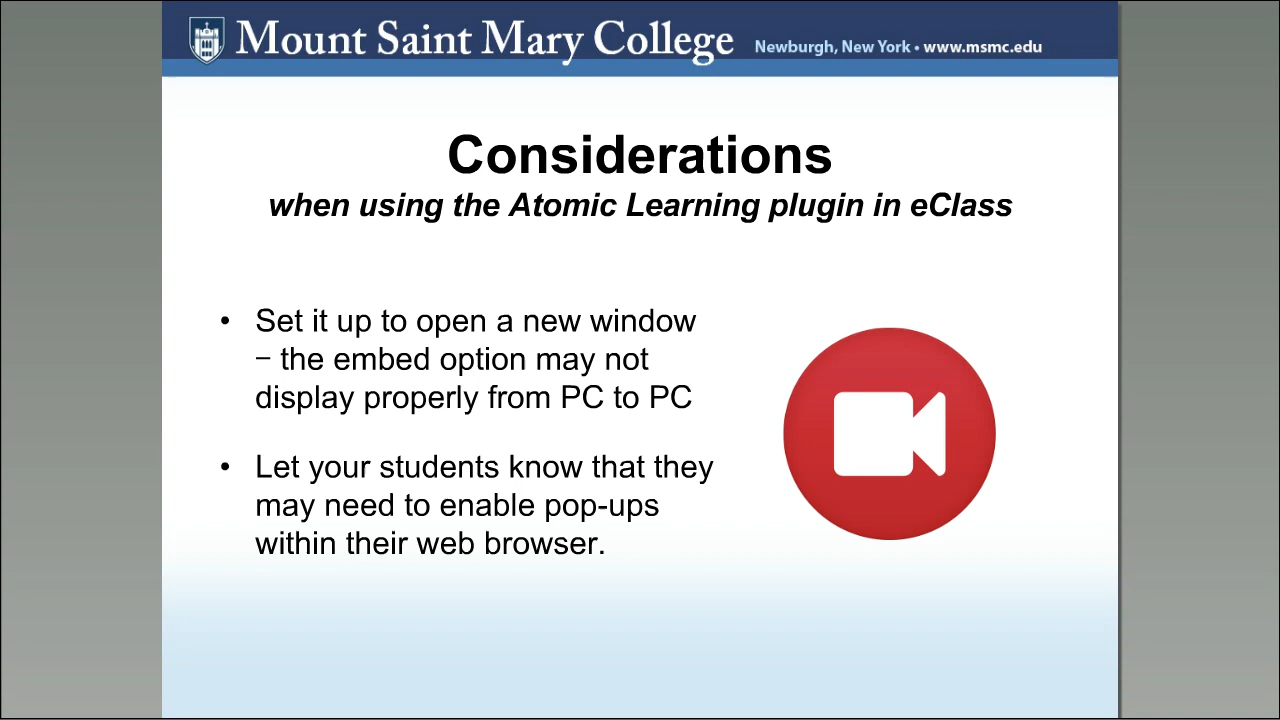 Mount Saint Mary College Newburgh, New York • www.msmc.edu
Considerations
when using the Atomic Learning plugin in eClass
• Set it up to open a new window
– the embed option may not
display properly from PC to PC
• Let your students know that they
may need to enable pop-ups
within their web browser.